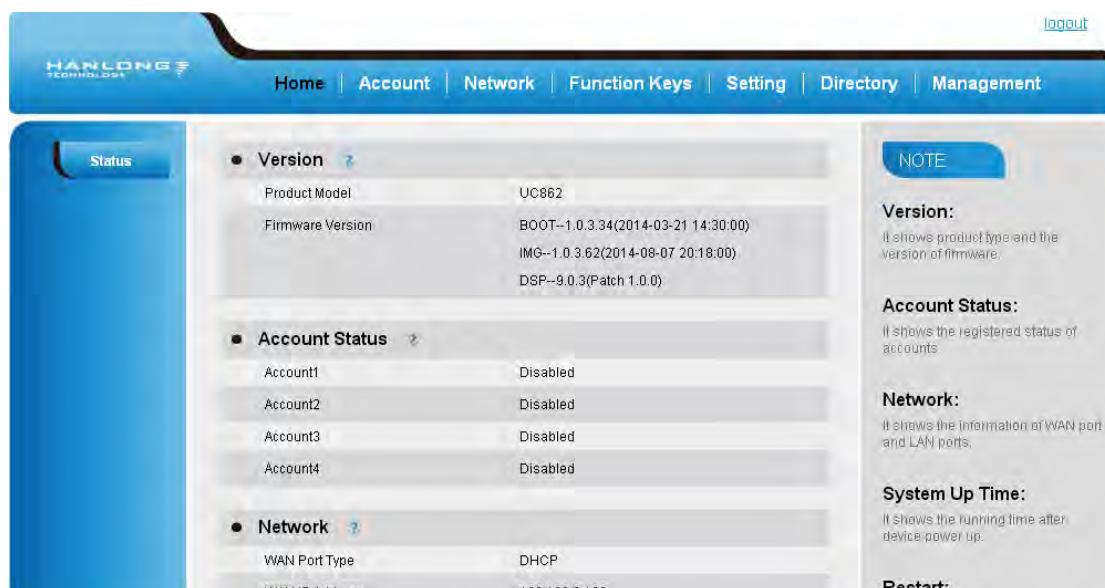 logout
HANLONG
TECHNOLOGY
Home Account Network Function Keys Setting Directory Management
Status
Version ?
Product Model UC862
Firmware Version BOOT--1.0.3.34(2014-03-21 14:30:00)
IMG--1.0.3.62(2014-08-07 20:18:00)
DSP--9.0.3(Patch 1.0.0)
Account Status ?
Account1 Disabled
Account2 Disabled
Account3 Disabled
Account4 Disabled
Network ?
WAN Port Type DHCP
NOTE
Version:
It shows product type and the
version of firmware.
Account Status:
It shows the registered status of
accounts
Network:
It shows the information of WAN port
and LAN ports.
System Up Time:
It shows the running time after
device power up.
Restart: